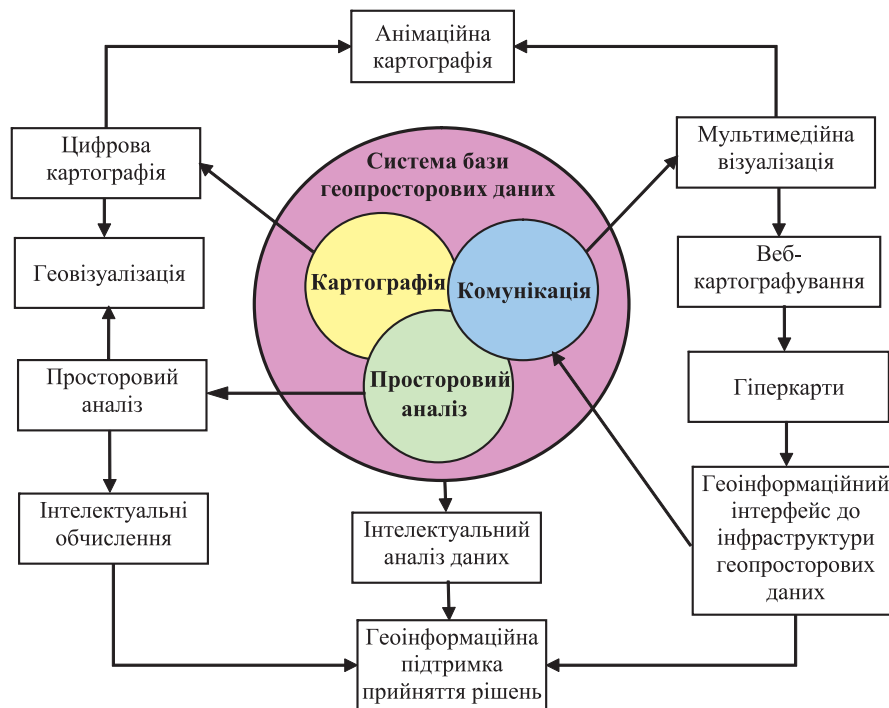 Анімаційна
картографія
Цифрова
картографія
Система бази
геопросторових даних
Мультимедійна
візуалізація
Геовізуалізація
Картографія
Комунікація
Веб-
картографування
Просторовий
аналіз
Просторовий
аналіз
Гіперкарти
Інтелектуальні
обчислення
Інтелектуальний
аналіз даних
Геоінформаційний
інтерфейс до
інфраструктури
геопросторових
даних
Геоінформаційна
підтримка
прийняття рішень